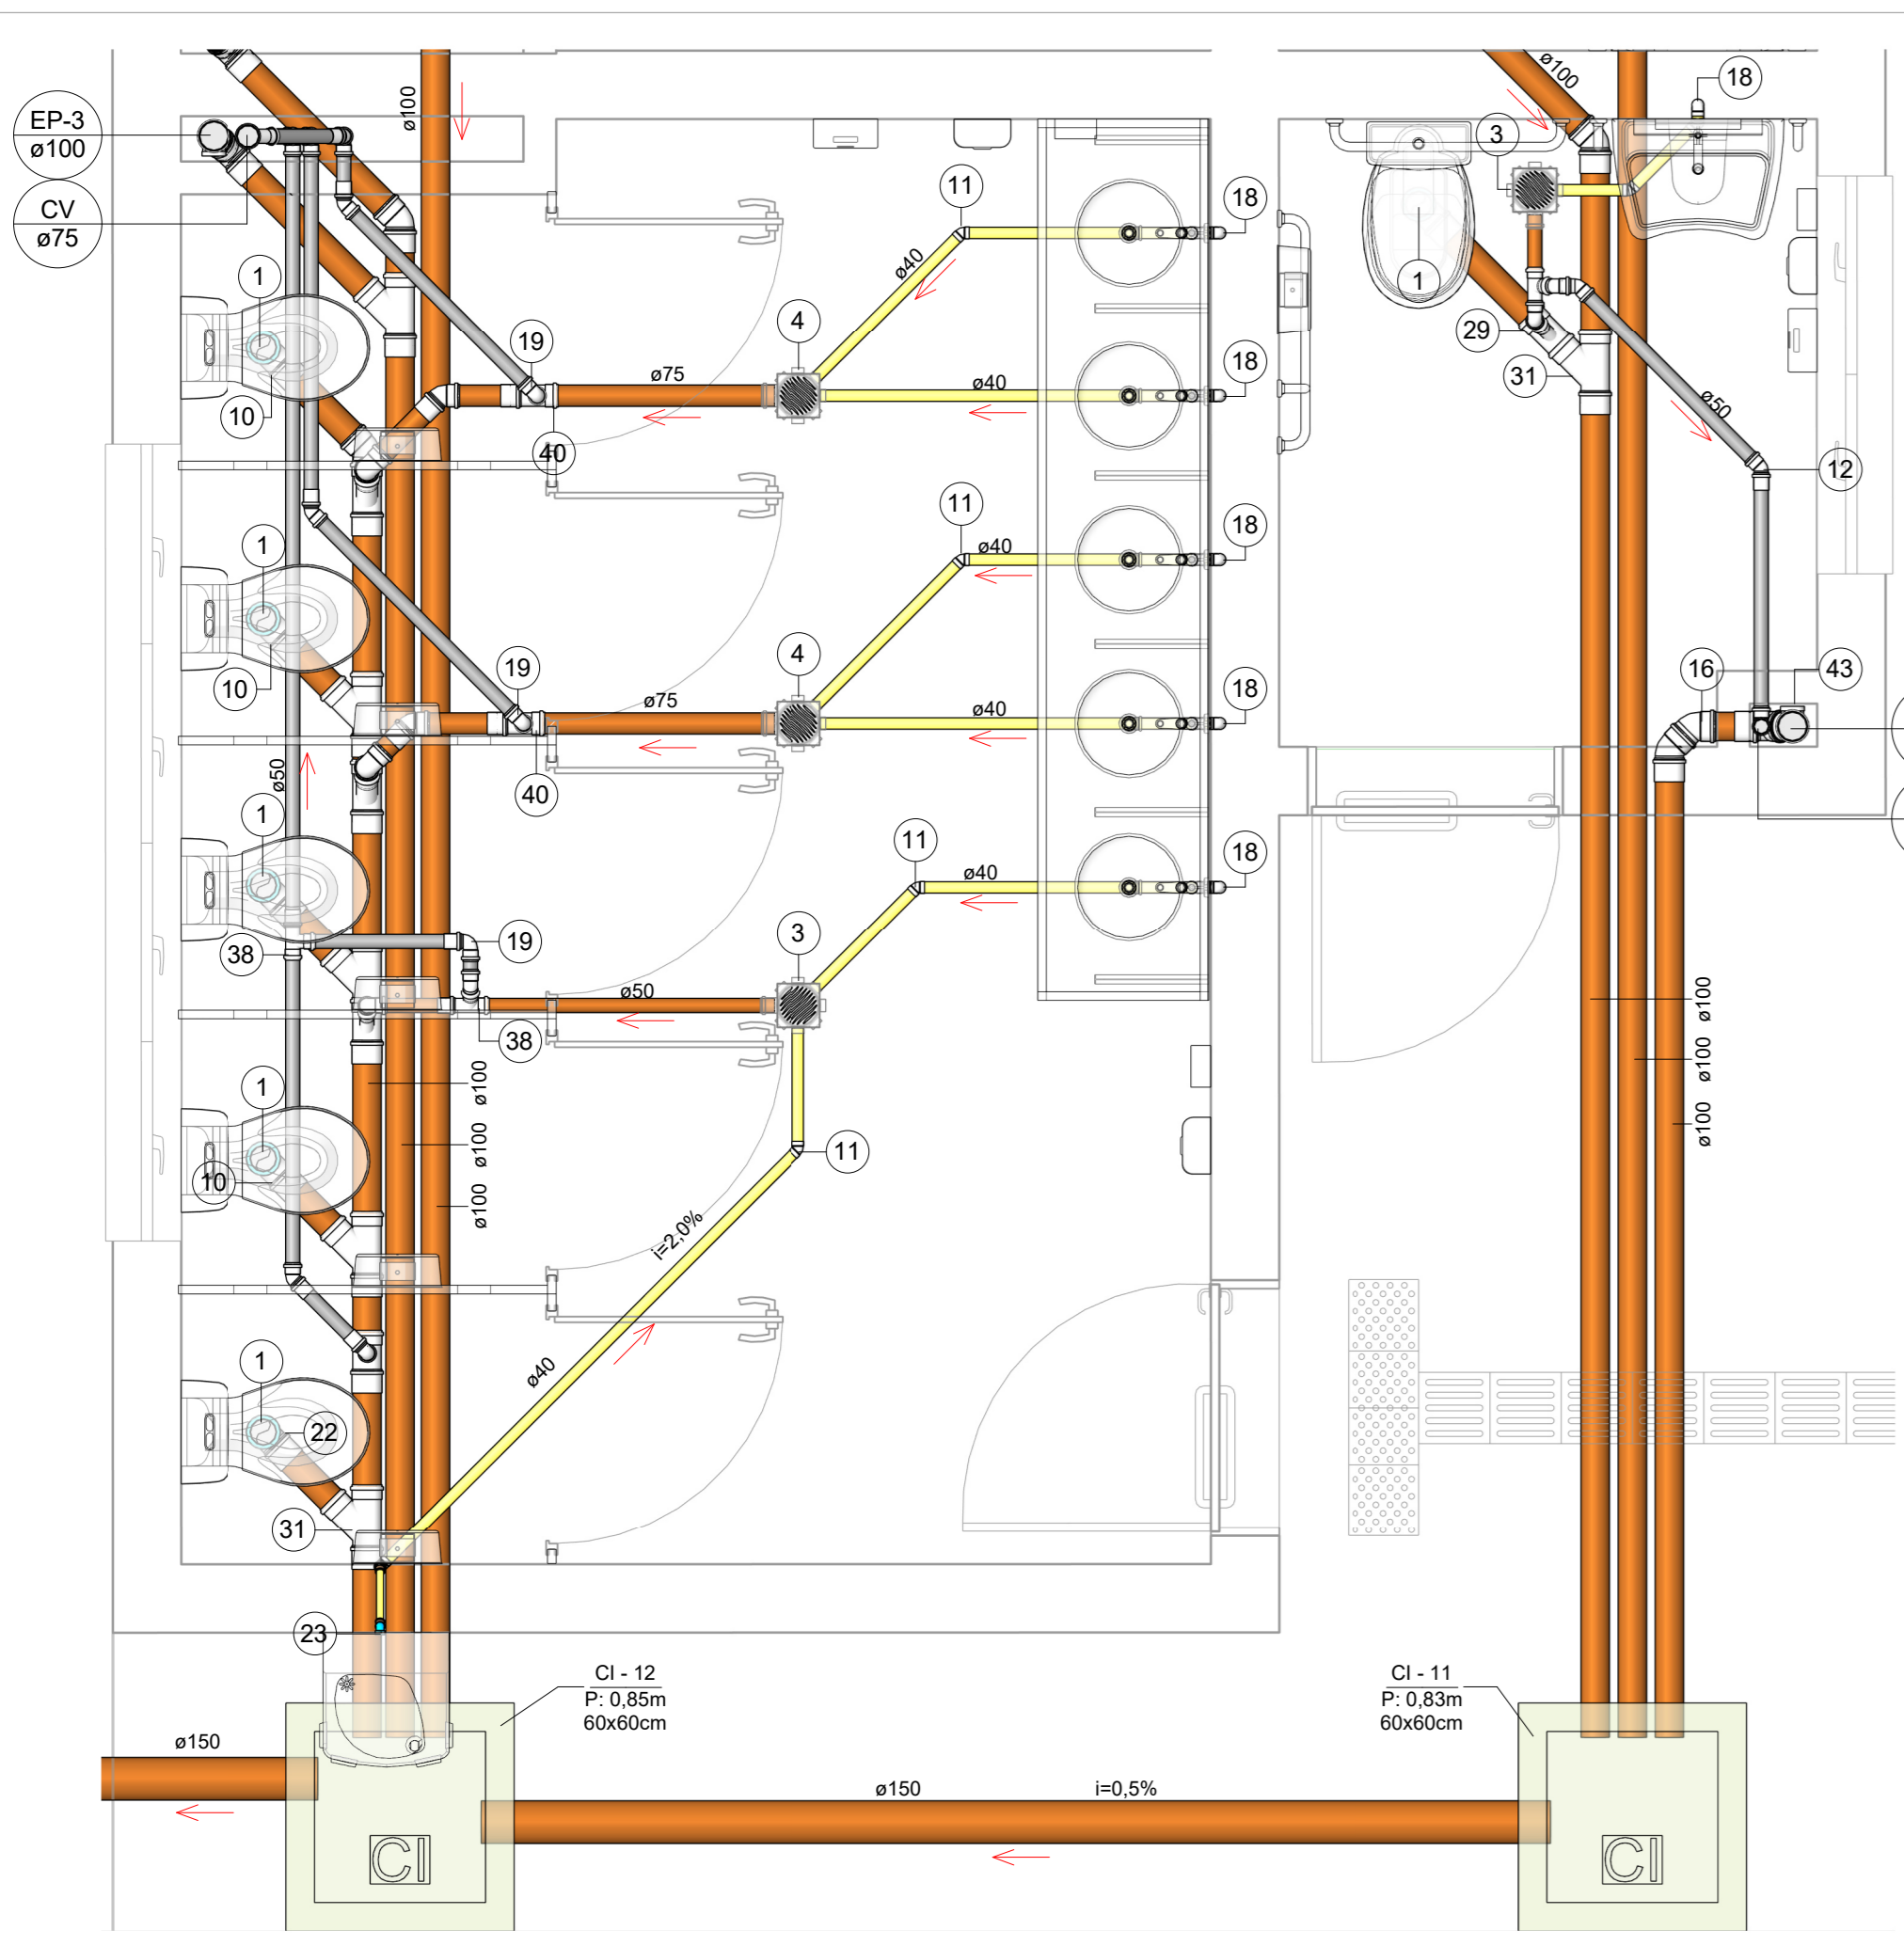 ø100
18
EP-3
ø100
ø100
3
11
18
CV
ø75
ø40
1
1
4
29
19
18
31
ø75
ø40
ø50
10
40
12
11
18
1
ø40
19
4
10
18
16
43
ø75
ø40
ø50
40
1
11
18
ø40
38
19
3
ø50
38
ø100
ø100
ø100
ø100
ø100
ø100
1
11
10
i=2,0%
1
ø40
22
31
23
CI - 12
P: 0,85m
60x60cm
CI - 11
P: 0,83m
60x60cm
ø150
ø150
i=0,5%
CI
CI